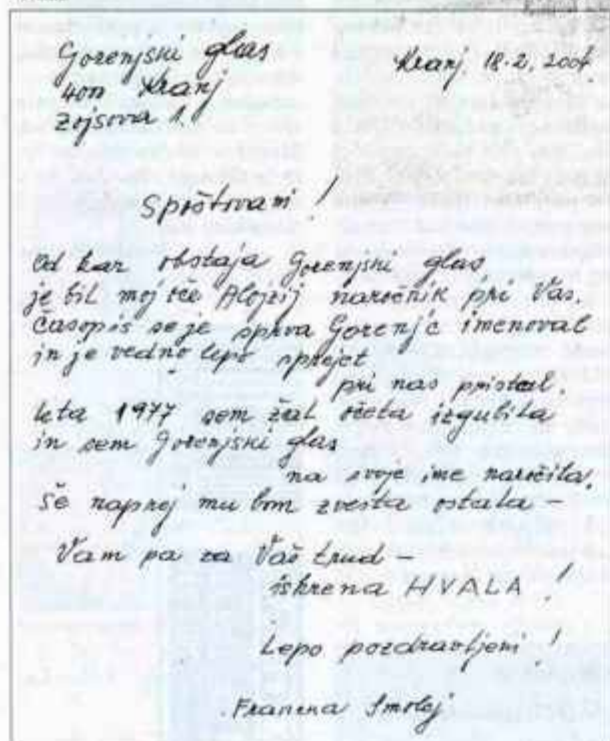 Gorenjski glas
4001 Kranj
Zojsova 1.
Kranj, 18.2.2004
Spoštovani!
Od kar obstaja Gorenjski glas,
je bil moj oče Alojzij naročnik pri Vas.
Časopis se je sprva Gorenjc imenoval
in je vedno lepo sprejet
pri nas pristal.
leta 1977 sem žal očeta izgubila
in sem Gorenjski glas
na svoje ime naročila.
Še naprej mu bom zvesta ostala –
Vam pa za Vaš trud –
iskrena HVALA!
Lepo pozdravljeni!
Smolej